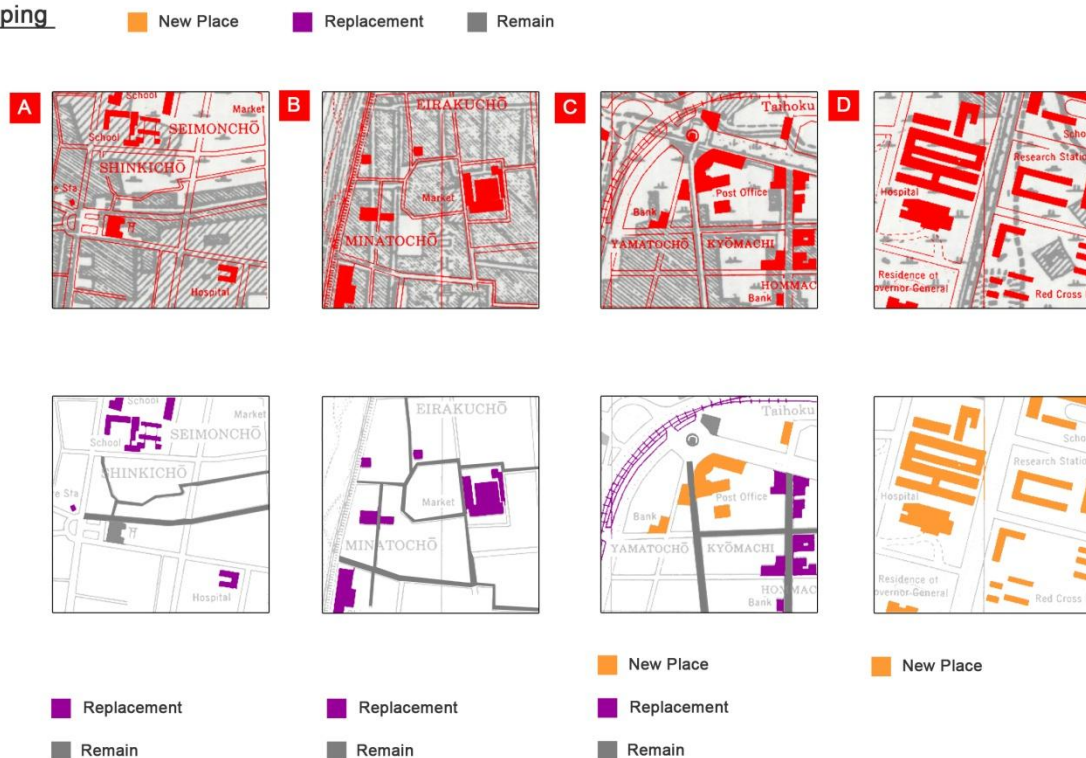 ping
New Place
Replacement
Remain
A
School
Market
School
SEIMONCHŌ
SHINKICHŌ
e Sta
Hospital
B
EIRAKUCHŌ
Market
MINATOCHŌ
C
Taihoku
Post Office
Bank
YAMATOCHŌ
KYŌMACHI
HOMMAC
Bank
D
Scho
Research Statio
Hospital
Residence of
overnor-General
Red Cross
School
Market
School
SEIMONCHŌ
SHINKICHŌ
e Sta
Hospital
EIRAKUCHŌ
Market
MINATOCHŌ
Taihoku
Post Office
Bank
YAMATOCHŌ
KYŌMACHI
HOMMAC
Bank
Scho
Research Statio
Hospital
Residence of
overnor-General
Red Cross
Replacement
Remain
Replacement
Remain
New Place
Replacement
Remain
New Place